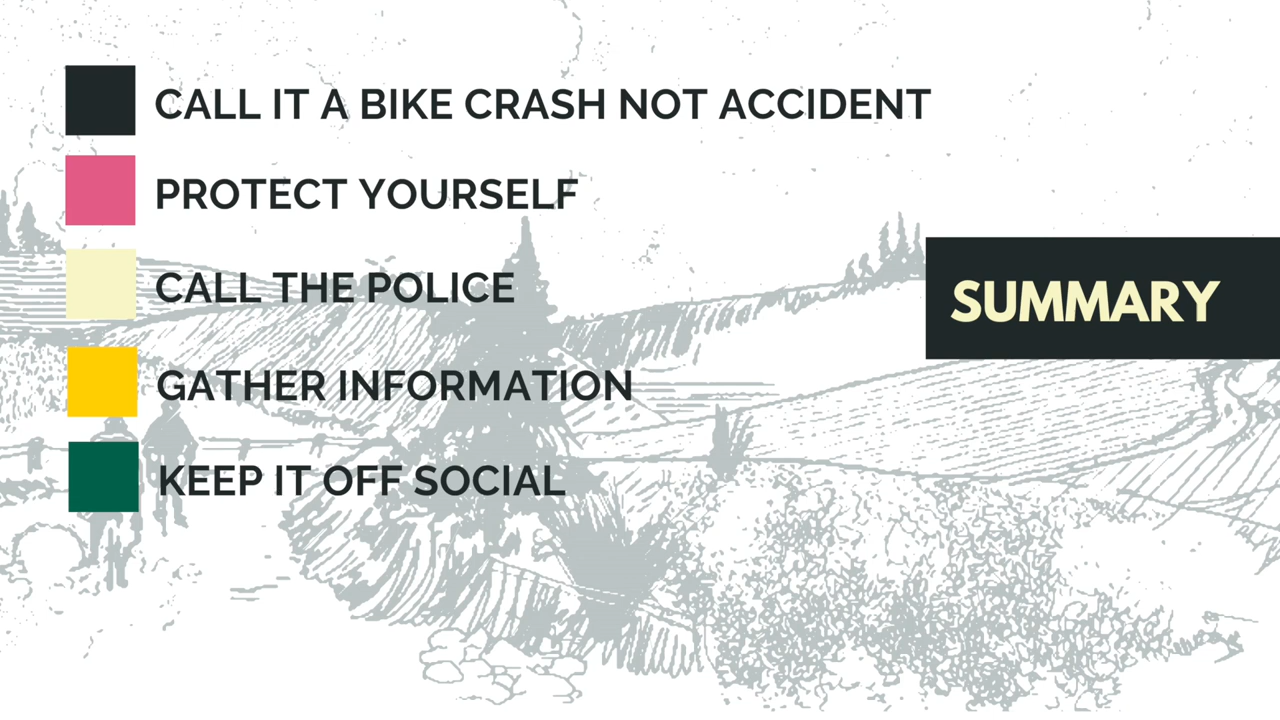 CALL IT A BIKE CRASH NOT ACCIDENT
PROTECT YOURSELF
CALL THE POLICE
GATHER INFORMATION
KEEP IT OFF SOCIAL
SUMMARY